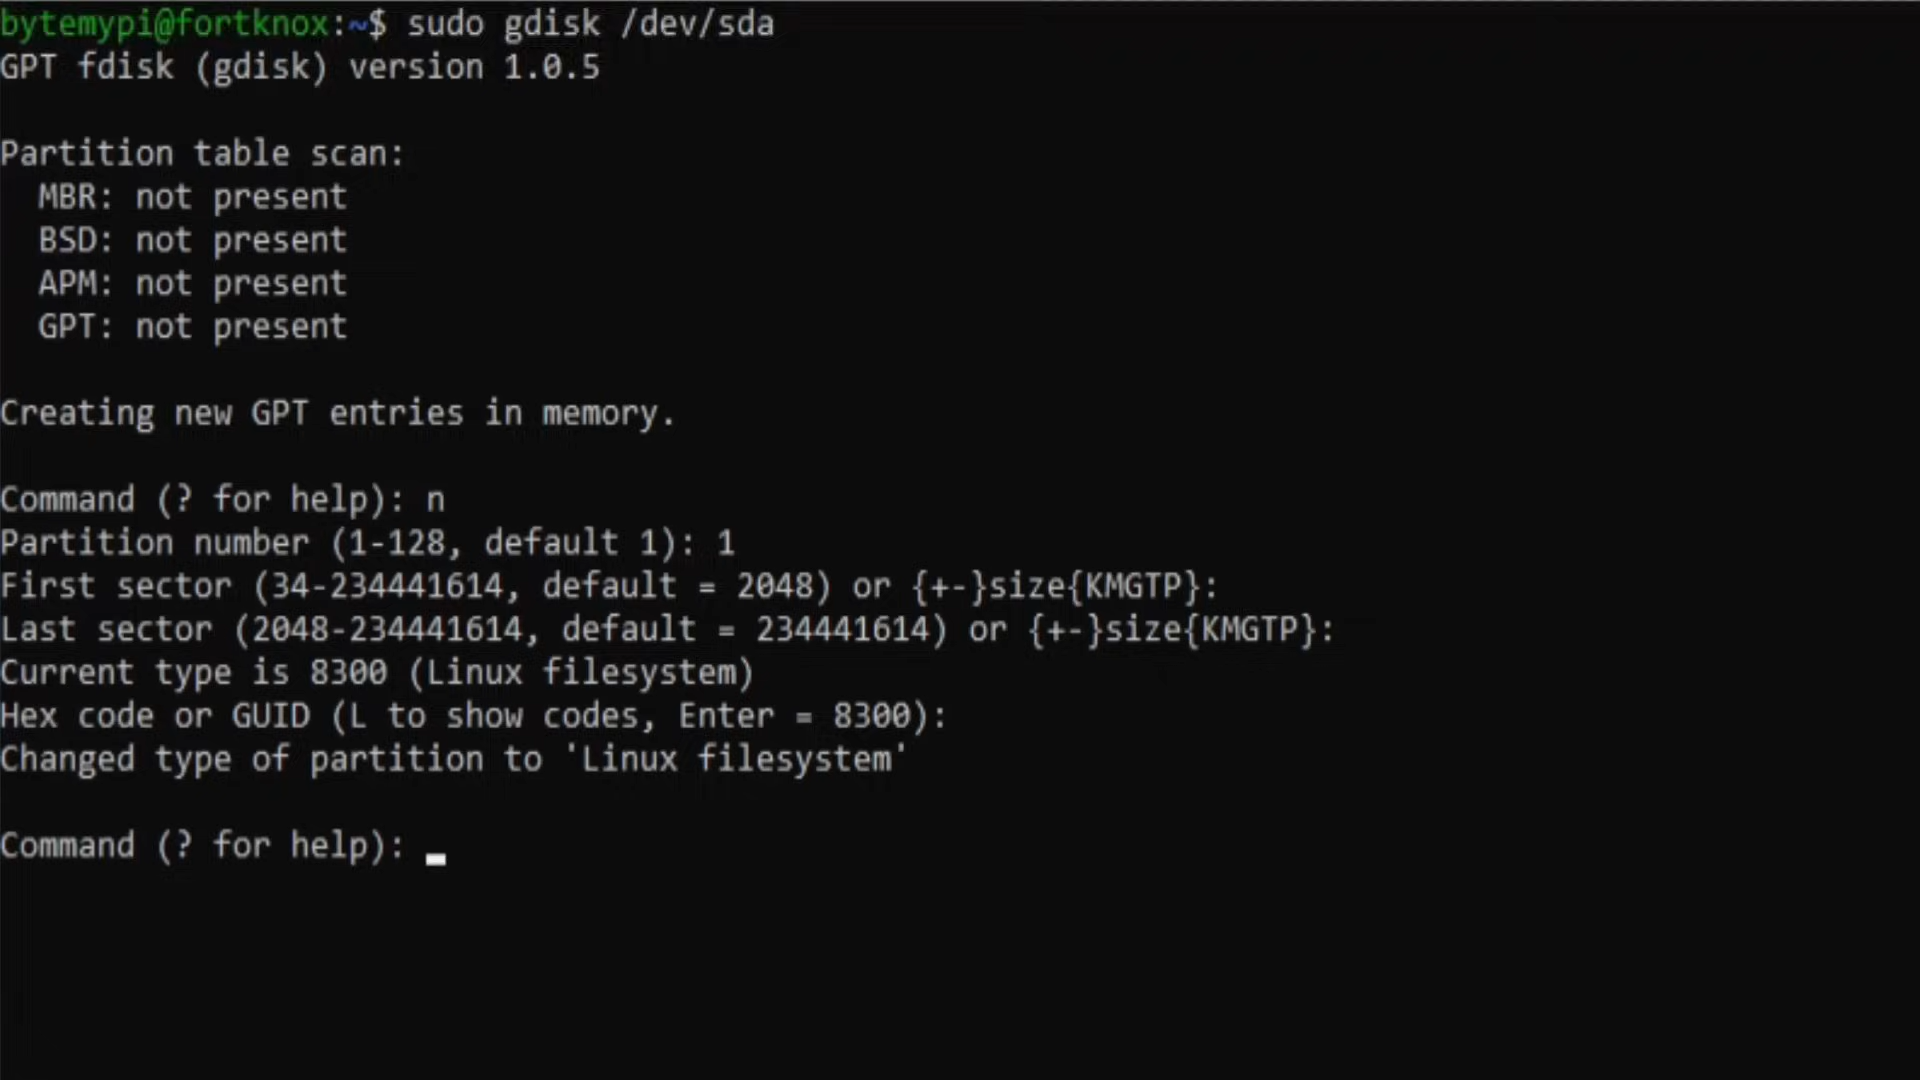 bytemypi@fortknox:~$ sudo gdisk /dev/sda
GPT fdisk (gdisk) version 1.0.5
Partition table scan:
MBR: not present
BSD: not present
APM: not present
GPT: not present
Creating new GPT entries in memory.
Command (? for help): n
Partition number (1-128, default 1): 1
First sector (34-234441614, default = 2048) or {+-}size{KMGTP}:
Last sector (2048-234441614, default = 234441614) or {+-}size{KMGTP}:
Current type is 8300 (Linux filesystem)
Hex code or GUID (L to show codes, Enter = 8300):
Changed type of partition to 'Linux filesystem'
Command (? for help):